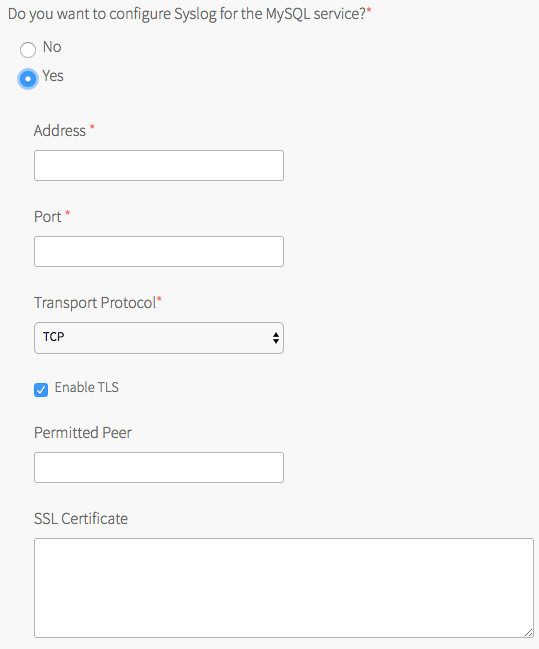 Do you want to configure Syslog for the MySQL service?*
No
Yes
Address *
Port *
Transport Protocol*
TCP
Enable TLS
Permitted Peer
SSL Certificate